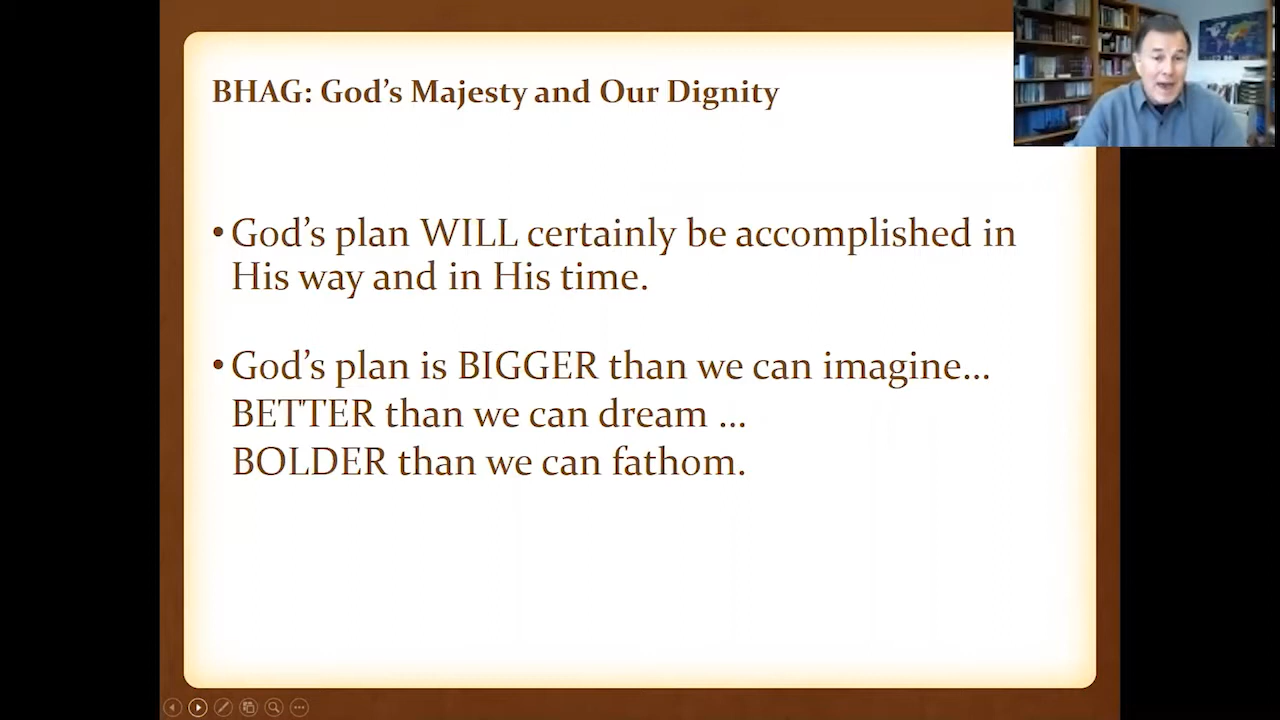 BHAG: God's Majesty and Our Dignity
• God's plan WILL certainly be accomplished in
His way and in His time.
• God's plan is BIGGER than we can imagine...
BETTER than we can dream ...
BOLDER than we can fathom.